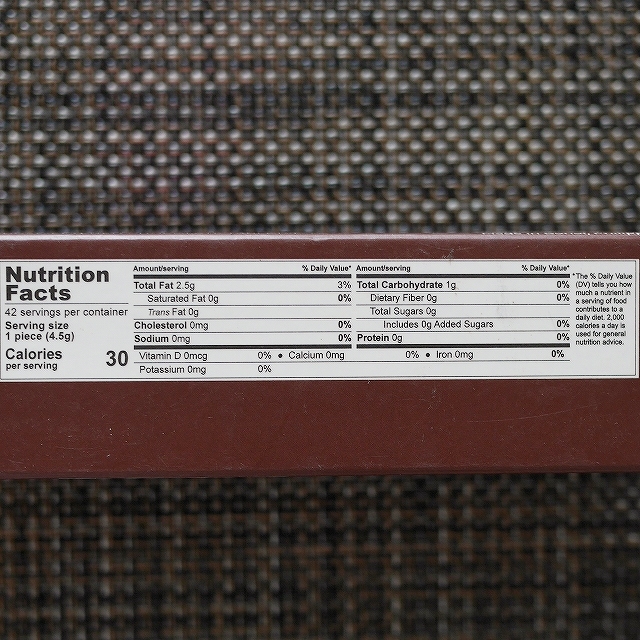 Nutrition
Facts
42 servings per container
Serving size
1 piece (4.5g)
Calories 30
per serving
Amount/serving % Daily Value*
Total Fat 2.5g 3%
Saturated Fat 0g 0%
Trans Fat 0g
Cholesterol 0mg 0%
Sodium 0mg 0%
Amount/serving % Daily Value*
Total Carbohydrate 1g 0%
Dietary Fiber 0g 0%
Total Sugars 0g
Includes 0g Added Sugars 0%
Protein 0g 0%
Vitamin D 0mcg 0% ● Calcium 0mg 0% ● Iron 0mg 0%
Potassium 0mg 0%
*The % Daily Value
(DV) tells you how
much a nutrient in
a serving of food
contributes to a
daily diet. 2,000
calories a day is
used for general
nutrition advice.